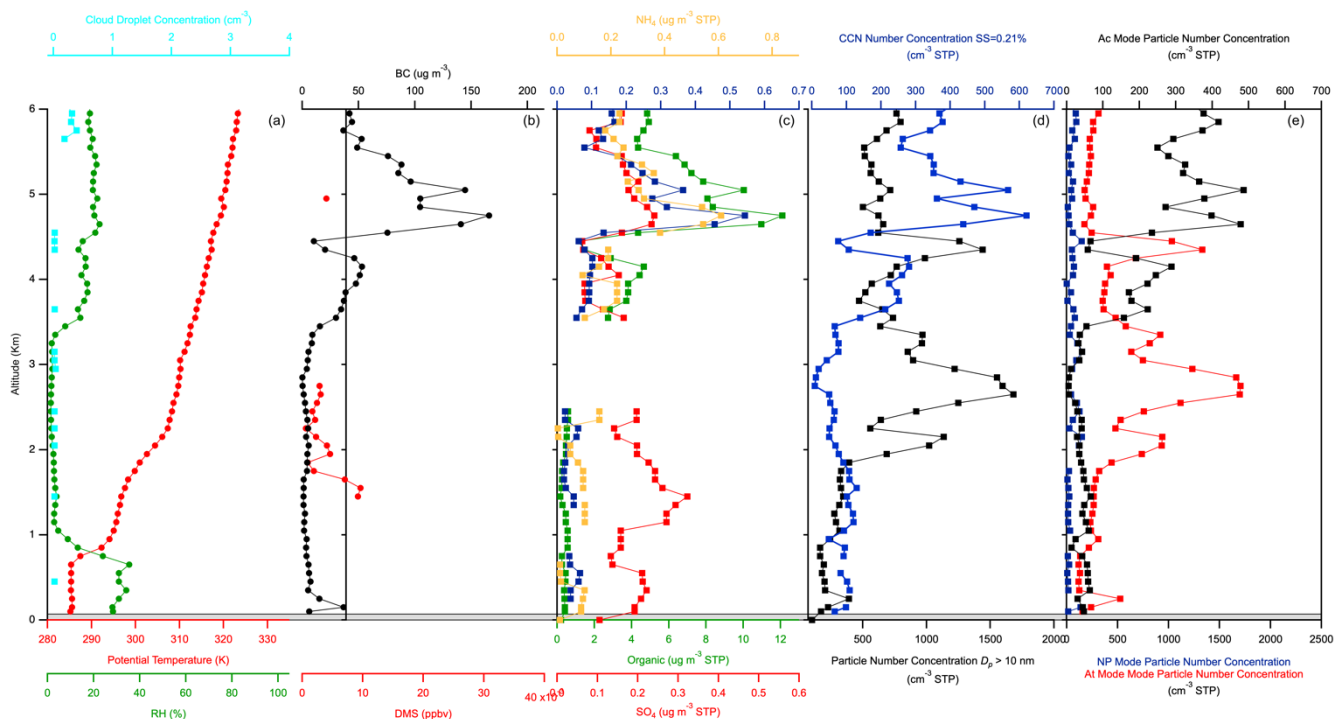 Cloud Droplet Concentration (cm⁻³)
0 1 2 3 4
NH₄ (ug m⁻³ STP)
0.0 0.2 0.4 0.6 0.8
CCN Number Concentration SS=0.21%
(cm⁻³ STP)
Ac Mode Particle Number Concentration
(cm⁻³ STP)
BC (ug m⁻³)
0 50 100 150 200
0.0 0.1 0.2 0.3 0.4 0.5 0.6 0.7
100 200 300 400 500 600 700
0 100 200 300 400 500 600 700
(a)
(b)
(c)
(d)
(e)
Altitude (Km)
6
5
4
3
2
1
0
280 290 300 310 320 330
Potential Temperature (K)
0 20 40 60 80 100
RH (%)
0 10 20 30
DMS (ppbv)
0 2 4 6 8 10 12
Organic (ug m⁻³ STP)
0.0 0.1 0.2 0.3 0.4 0.5 0.6
SO₄ (ug m⁻³ STP)
500 1000 1500
Particle Number Concentration Dₚ > 10 nm
(cm⁻³ STP)
500 1000 1500 2000 2500
NP Mode Particle Number Concentration
At Mode Mode Particle Number Concentration
(cm⁻³ STP)